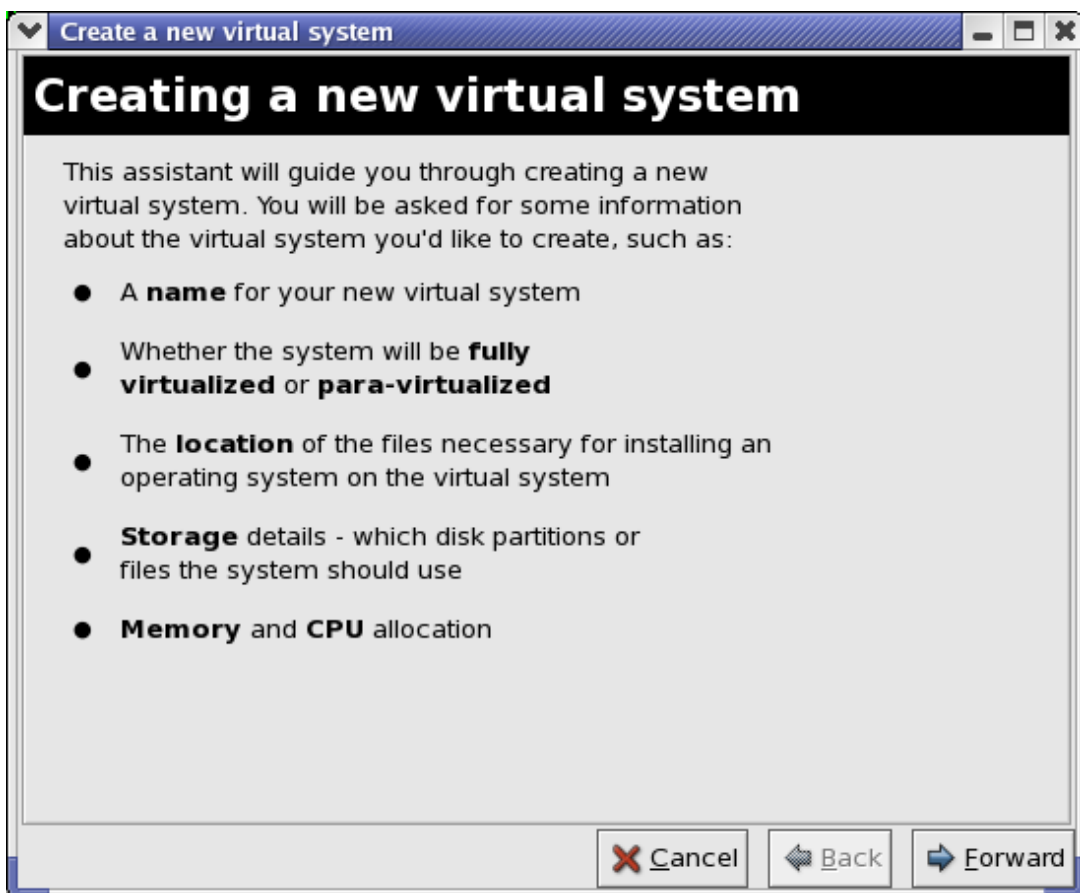 Create a new virtual system
Creating a new virtual system
This assistant will guide you through creating a new
virtual system. You will be asked for some information
about the virtual system you'd like to create, such as:
● A name for your new virtual system
● Whether the system will be fully
virtualized or para-virtualized
● The location of the files necessary for installing an
operating system on the virtual system
● Storage details - which disk partitions or
files the system should use
● Memory and CPU allocation
Cancel Back Forward